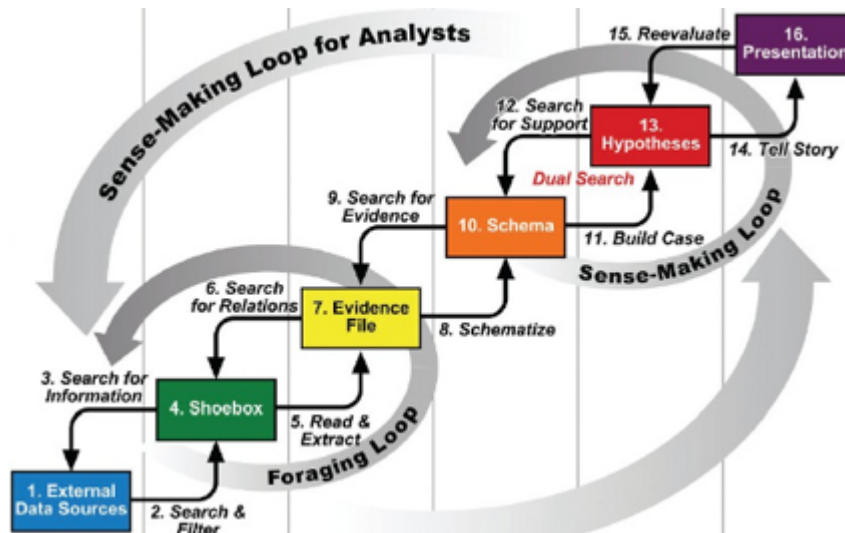 Sense-Making Loop for Analysts
15. Reevaluate
16.
Presentation
12. Search
for Support
13.
Hypotheses
14. Tell Story
Dual Search
9. Search for
Evidence
10. Schema
11. Build Case
Sense-Making Loop
6. Search
for Relations
7. Evidence
File
8. Schematize
3. Search for
Information
4. Shoebox
5. Read &
Extract
Foraging Loop
1. External
Data Sources
2. Search &
Filter